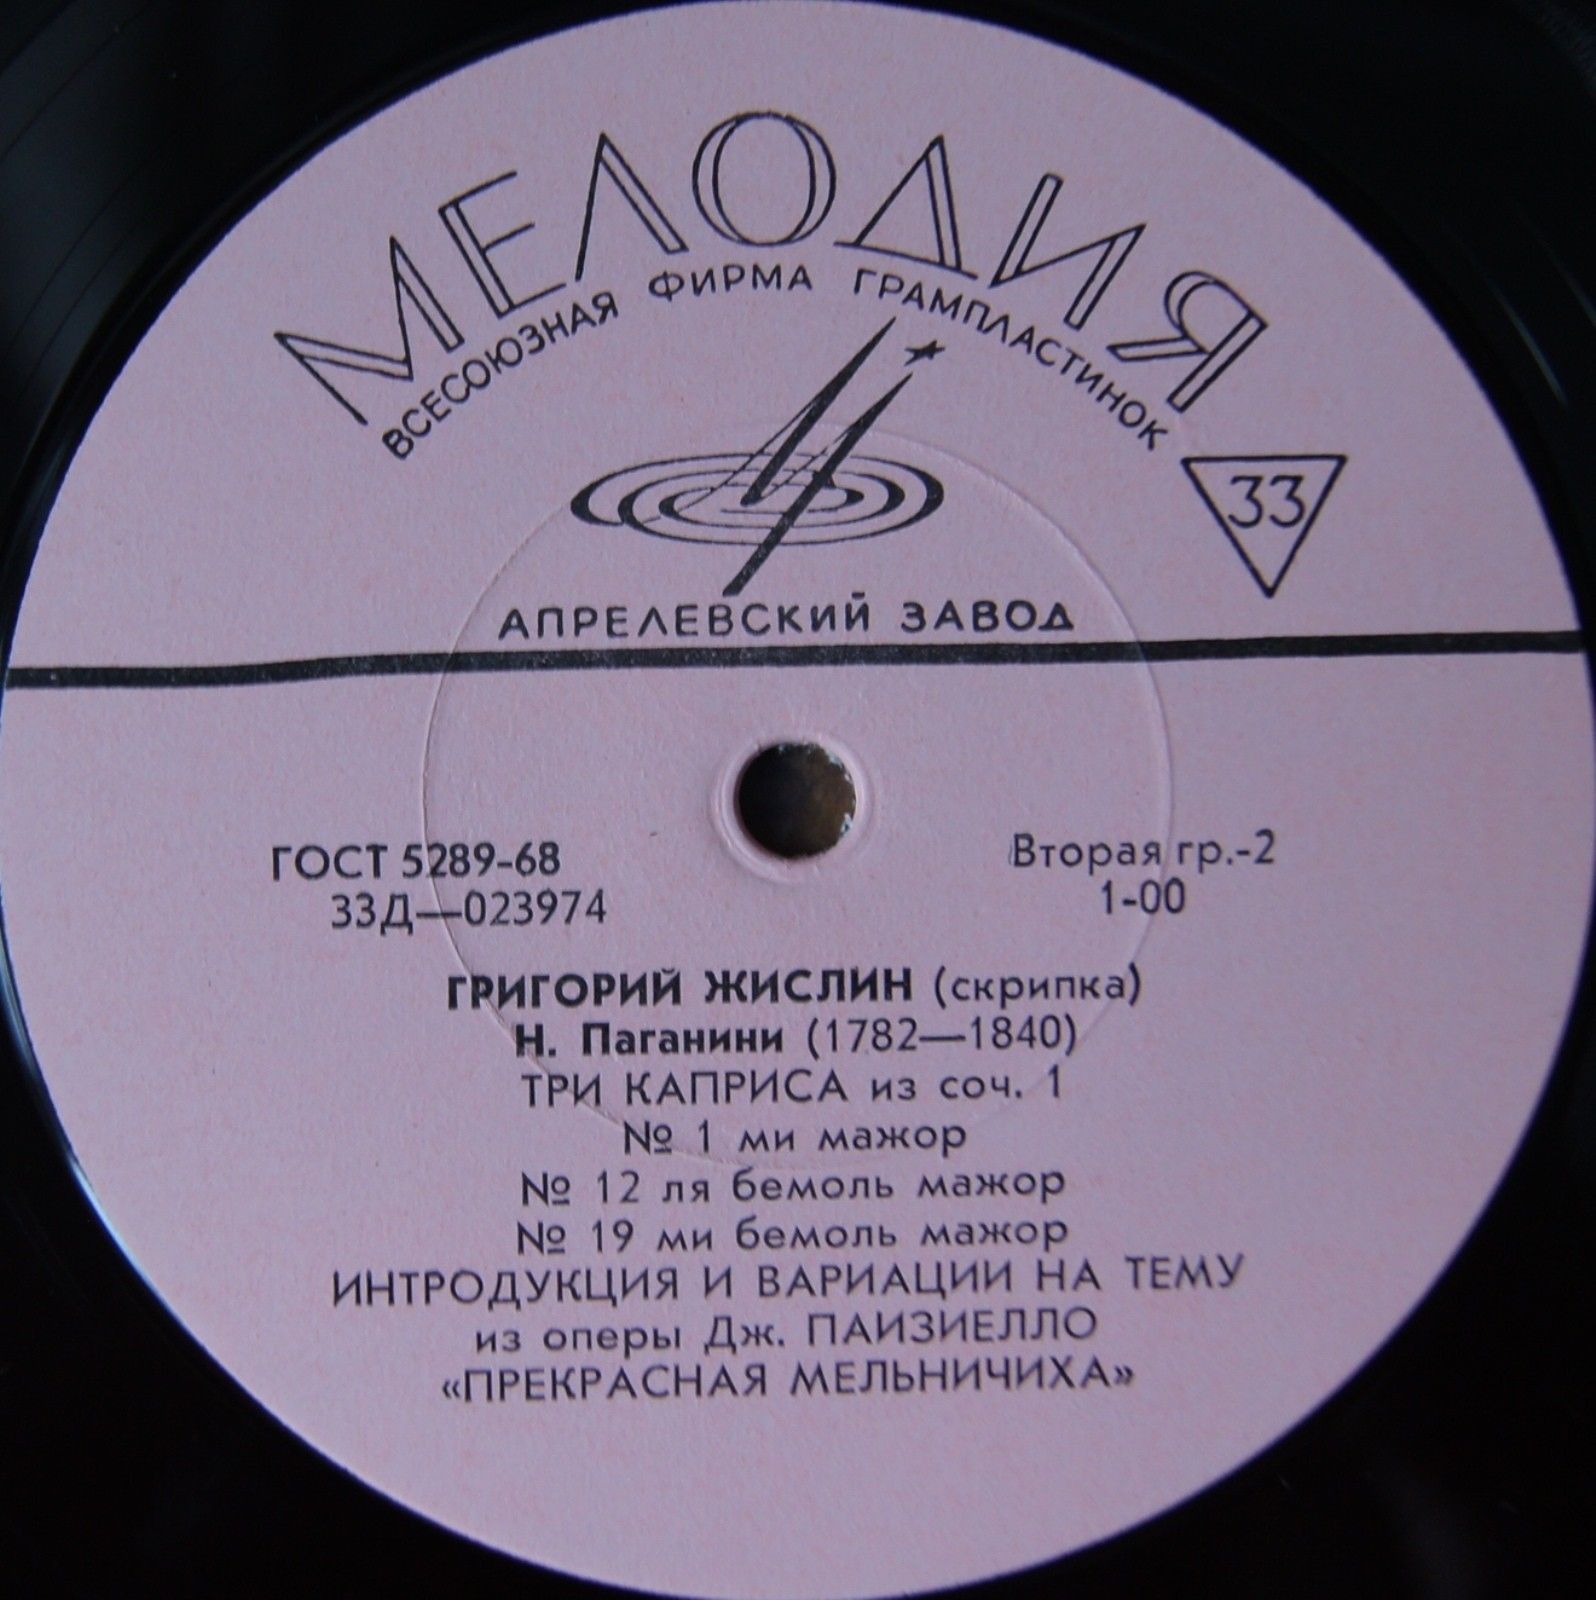 МЕЛОДИЯ
ВСЕСОЮЗНАЯ ФИРМА ГРАМПЛАСТИНОК
33
АПРЕЛЕВСКИЙ ЗАВОД
ГОСТ 5289-68
Вторая гр.-2
33Д—023974
1-00
ГРИГОРИЙ ЖИСЛИН (скрипка)
Н. Паганини (1782—1840)
ТРИ КАПРИСА из соч. 1
№ 1 ми мажор
№ 12 ля бемоль мажор
№ 19 ми бемоль мажор
ИНТРОДУКЦИЯ И ВАРИАЦИИ НА ТЕМУ
из оперы Дж. ПАИЗИЕЛЛО
«ПРЕКРАСНАЯ МЕЛЬНИЧИХА»